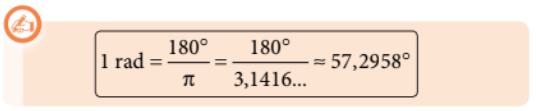 1 rad = 180°/π = 180°/3,1416... ≈ 57,2958°